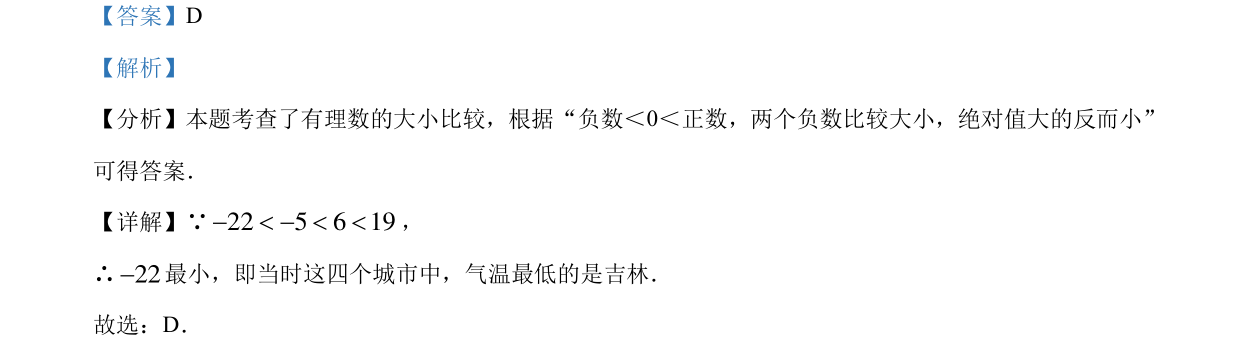 【答案】D
【解析】
【分析】本题考查了有理数的大小比较，根据“负数＜0＜正数，两个负数比较大小，绝对值大的反而小”
可得答案．
【详解】∵ −22 < −5 < 6 < 19 ，
∴ −22 最小，即当时这四个城市中，气温最低的是吉林．
故选：D．